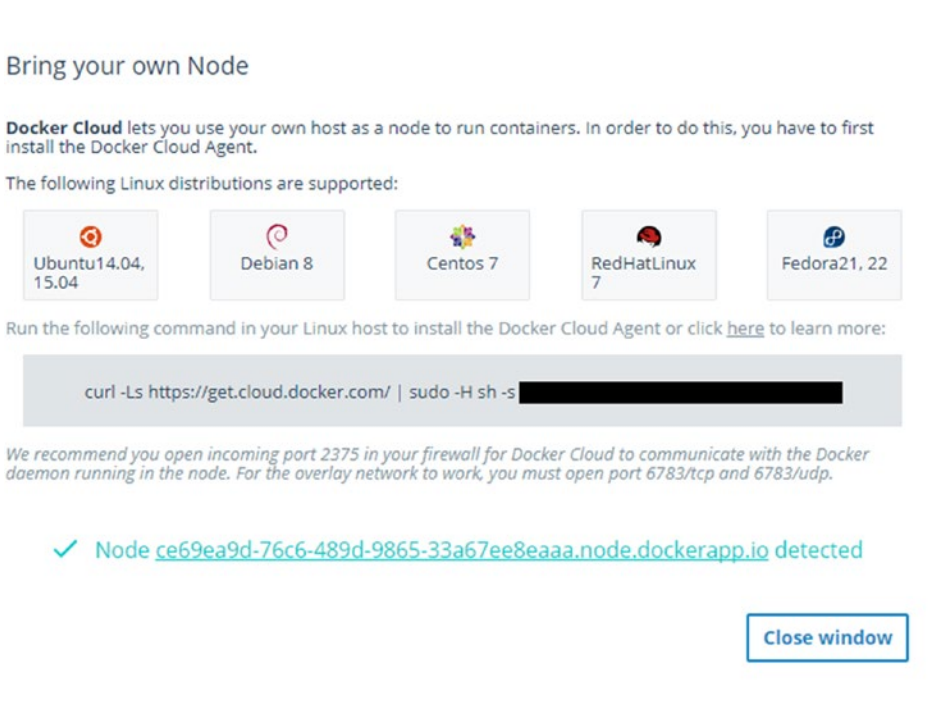 Bring your own Node
Docker Cloud lets you use your own host as a node to run containers. In order to do this, you have to first
install the Docker Cloud Agent.
The following Linux distributions are supported:
Ubuntu14.04,
15.04
Debian 8
Centos 7
RedHatLinux
7
Fedora21, 22
Run the following command in your Linux host to install the Docker Cloud Agent or click here to learn more:
curl -Ls https://get.cloud.docker.com/ | sudo -H sh -s
We recommend you open incoming port 2375 in your firewall for Docker Cloud to communicate with the Docker
daemon running in the node. For the overlay network to work, you must open port 6783/tcp and 6783/udp.
Node ce69ea9d-76c6-489d-9865-33a67ee8eaaa.node.dockerapp.io detected
Close window